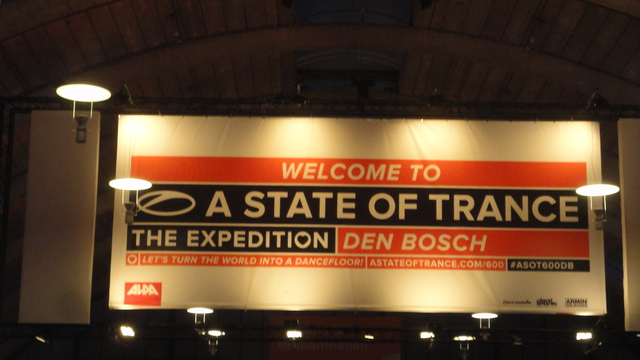 WELCOME TO
A STATE OF TRANCE
THE EXPEDITION DEN BOSCH
LET'S TURN THE WORLD INTO A DANCEFLOOR! ASTATEOFTRANCE.COM/600 #ASOT600DB
ALDA
ARMIN